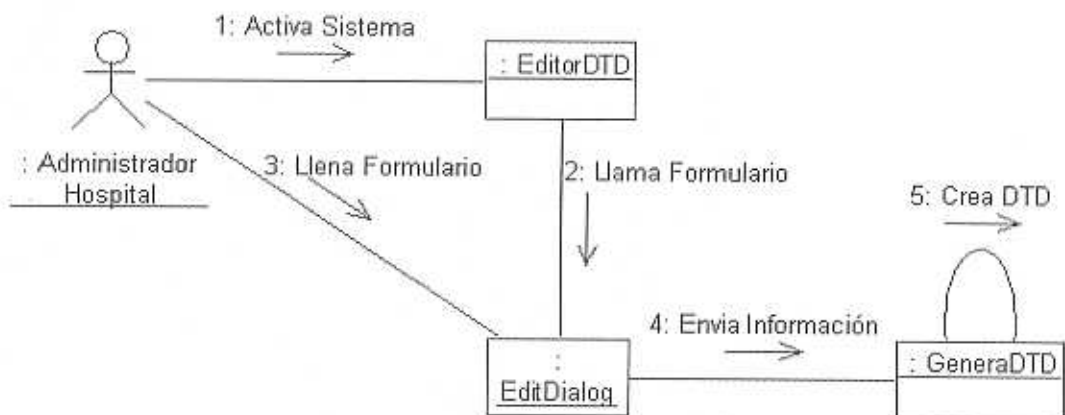 1: Activa Sistema
: EditorDTD
: Administrador
Hospital
3: Llena Formulario
2: Llama Formulario
5: Crea DTD
4: Envia Información
:
EditDialog
: GeneraDTD